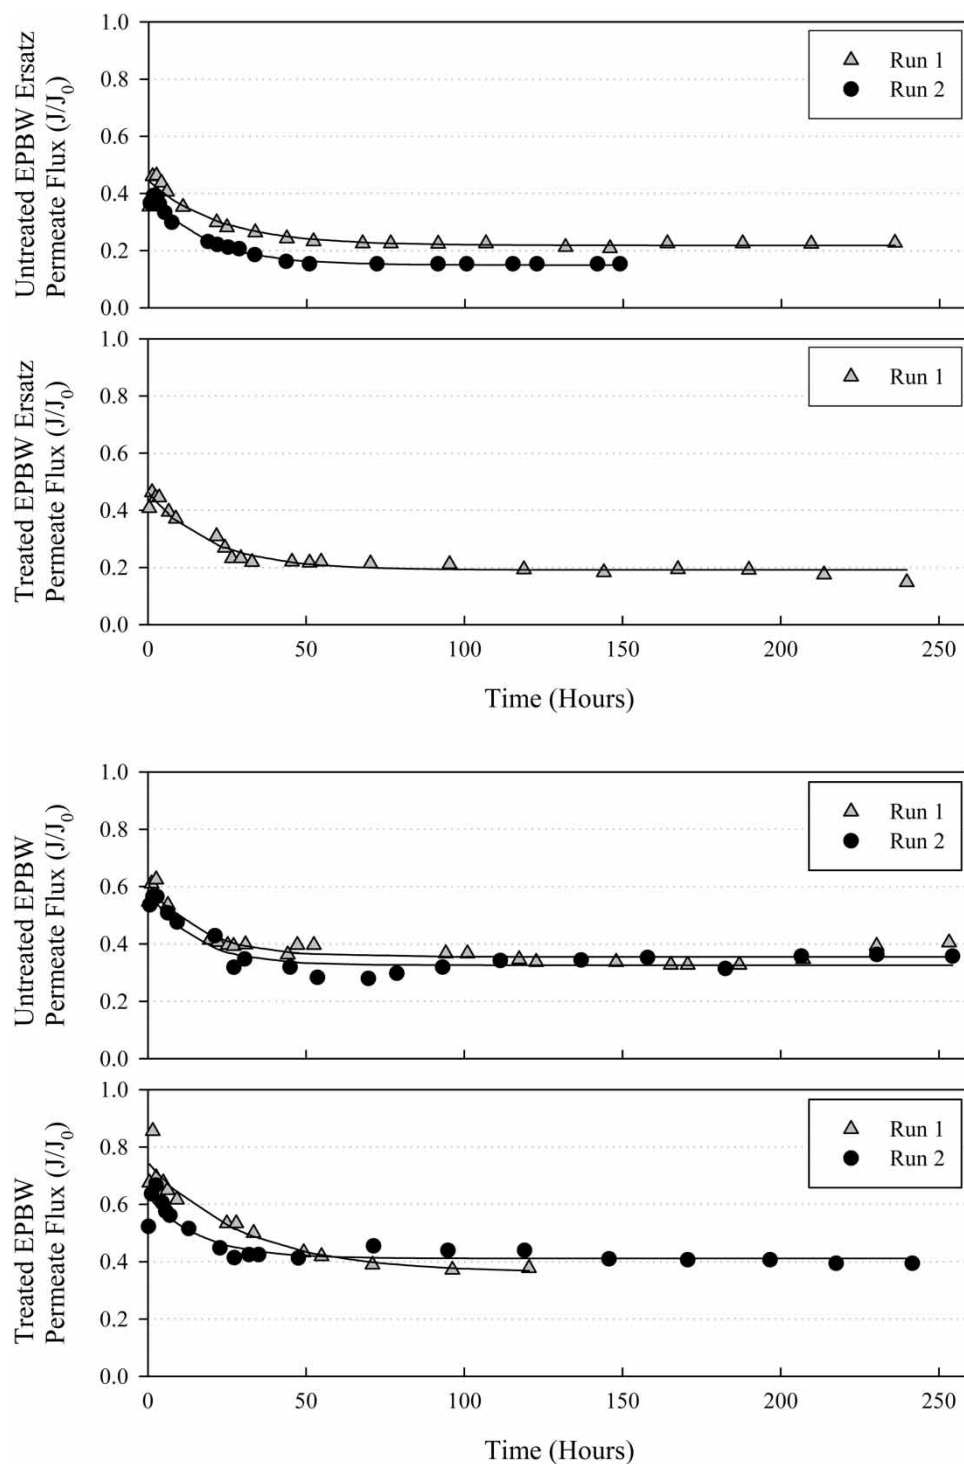 Untreated EPBW Ersatz
Permeate Flux (J/J0)
1.0
0.8
0.6
0.4
0.2
0.0
Run 1
Run 2
Treated EPBW Ersatz
Permeate Flux (J/J0)
1.0
0.8
0.6
0.4
0.2
0.0
Run 1
0 50 100 150 200 250
Time (Hours)
Untreated EPBW
Permeate Flux (J/J0)
1.0
0.8
0.6
0.4
0.2
0.0
Run 1
Run 2
Treated EPBW
Permeate Flux (J/J0)
1.0
0.8
0.6
0.4
0.2
0.0
Run 1
Run 2
0 50 100 150 200 250
Time (Hours)